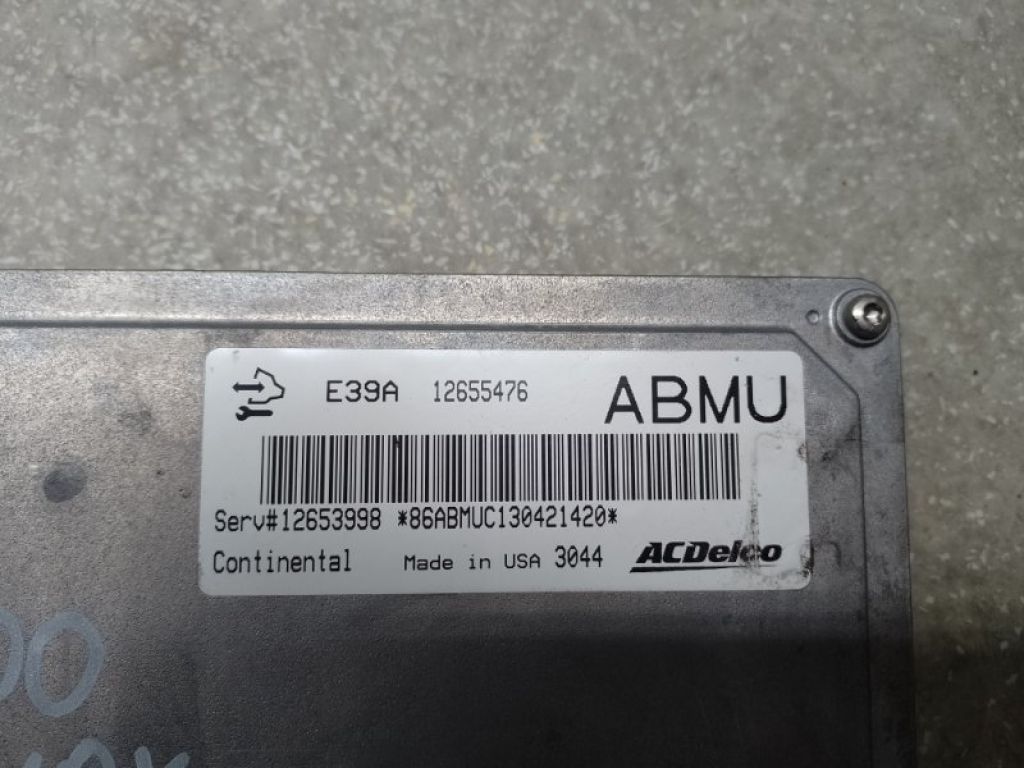 E39A 12655476 ABMU
Serv#12653998 *86ABMUC130421420*
Continental Made in USA 3044 ACDelco